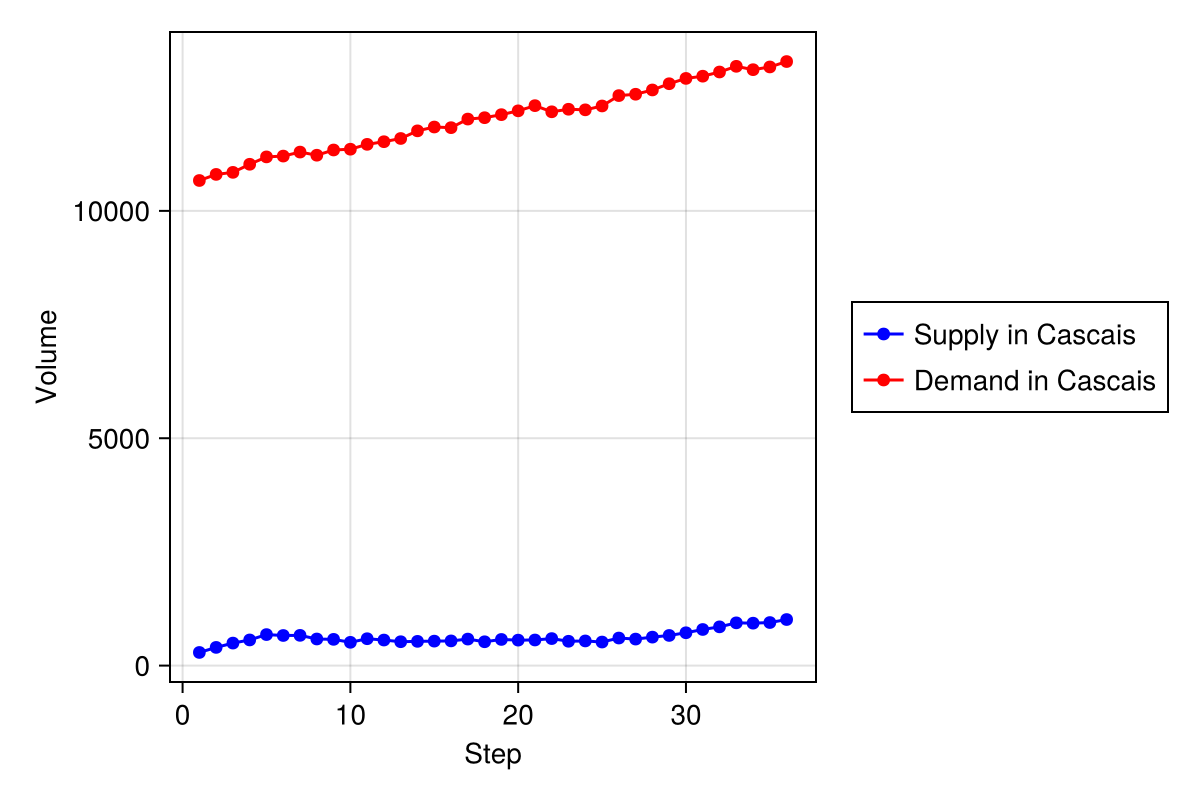 10000
5000
0
Volume
0 10 20 30
Step
Supply in Cascais
Demand in Cascais